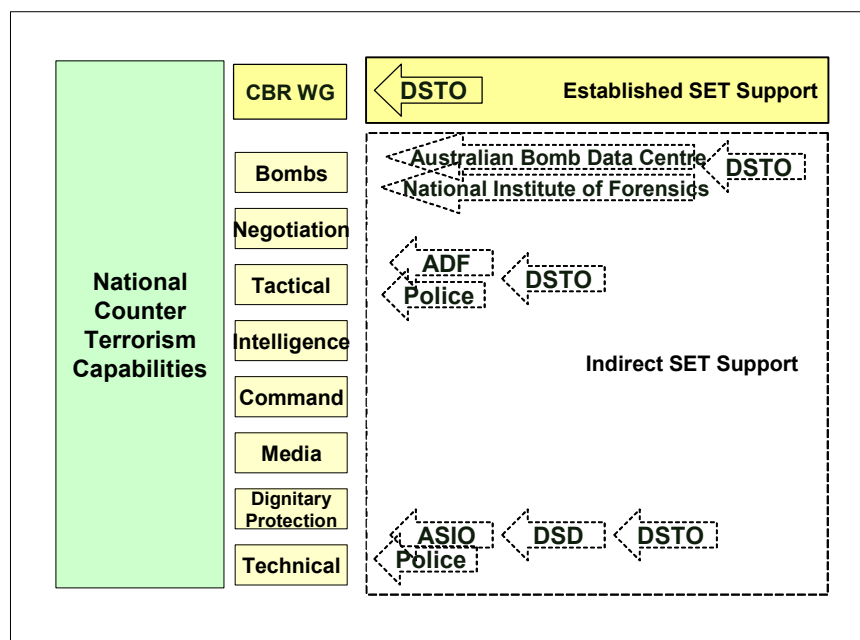 National
Counter
Terrorism
Capabilities
CBR WG
DSTO
Established SET Support
Bombs
Australian Bomb Data Centre
National Institute of Forensics
DSTO
Negotiation
Tactical
ADF
Police
DSTO
Intelligence
Indirect SET Support
Command
Media
Dignitary
Protection
Technical
ASIO
Police
DSD
DSTO